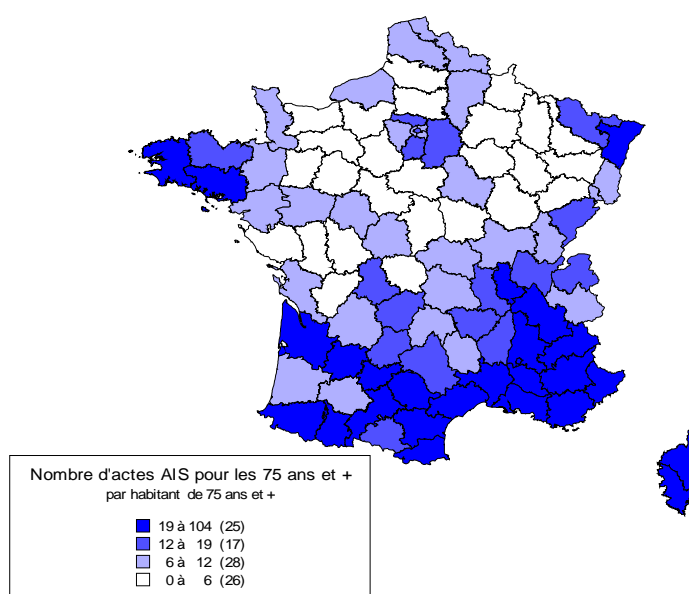 Nombre d'actes AIS pour les 75 ans et +
par habitant de 75 ans et +
19 à 104 (25)
12 à 19 (17)
6 à 12 (28)
0 à 6 (26)